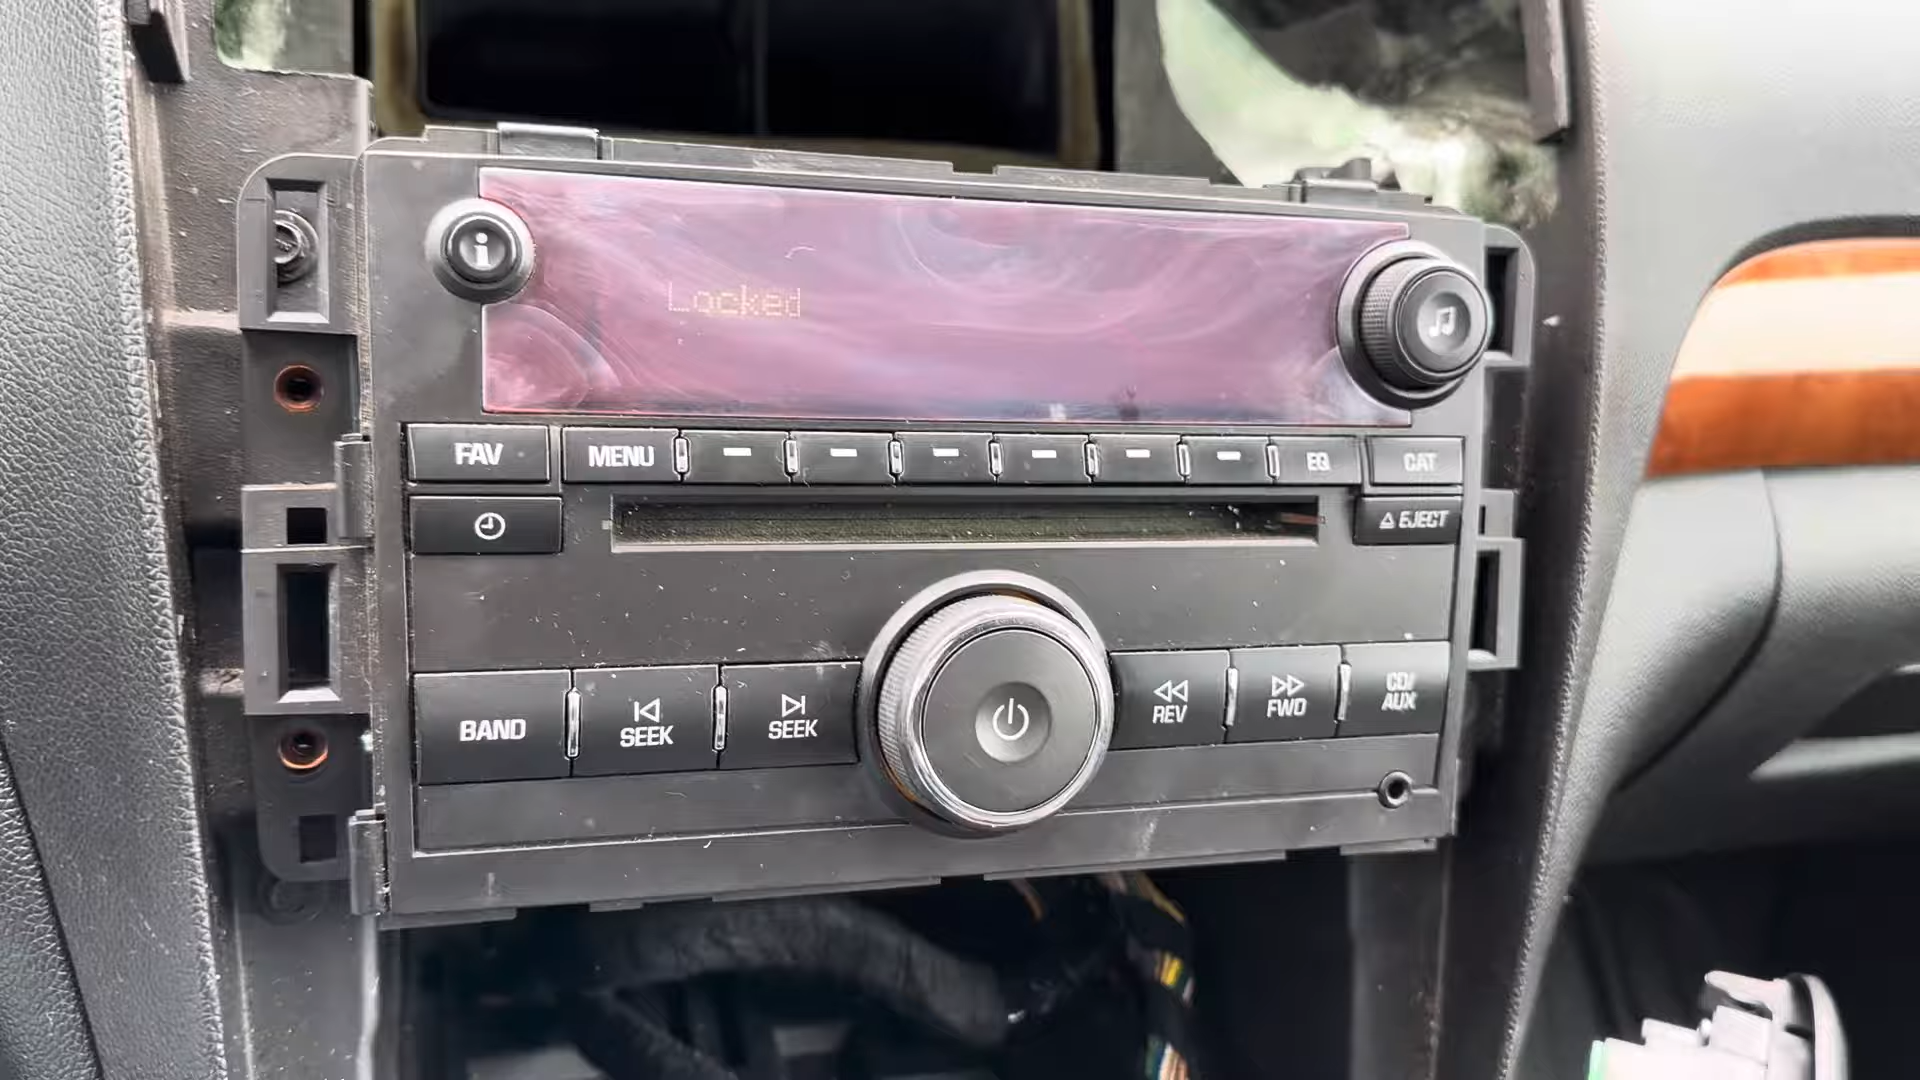 i
Locked
FAV
MENU
EQ
CAT
EJECT
BAND
SEEK
SEEK
REV
FWD
CD/
AUX